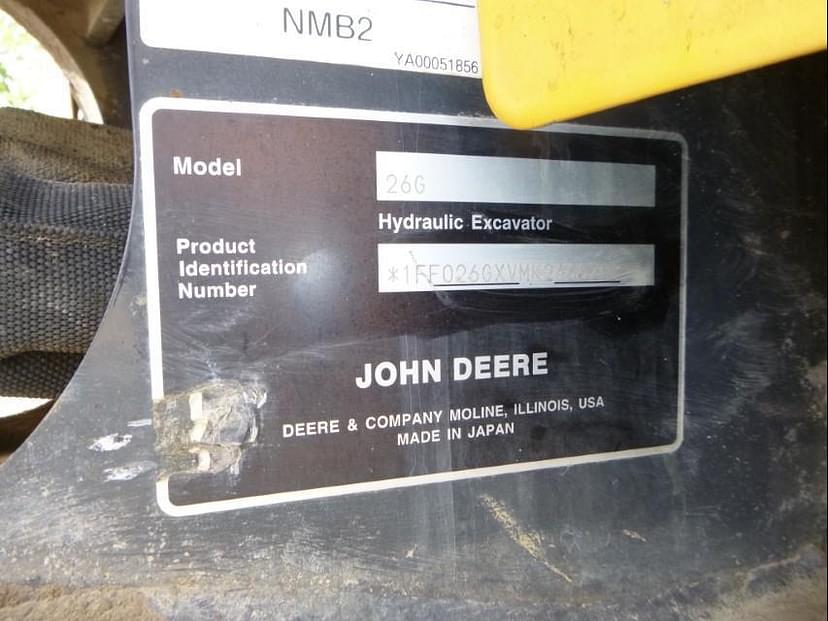 NMB2
YA00051856
Model
26G
Hydraulic Excavator
Product
Identification
Number
JOHN DEERE
DEERE & COMPANY MOLINE, ILLINOIS, USA
MADE IN JAPAN